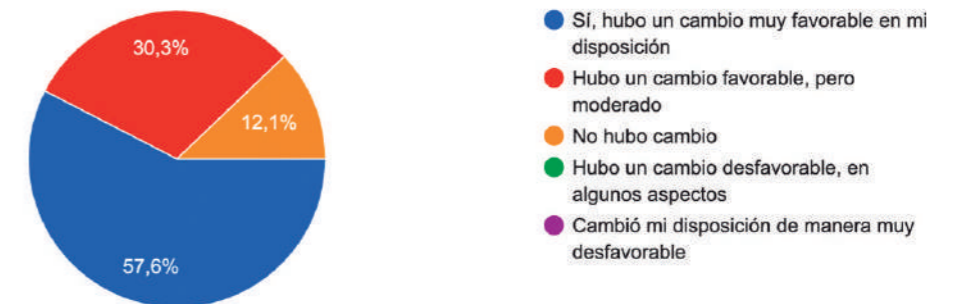 30,3%
12,1%
57,6%
Sí, hubo un cambio muy favorable en mi
disposición
Hubo un cambio favorable, pero
moderado
No hubo cambio
Hubo un cambio desfavorable, en
algunos aspectos
Cambió mi disposición de manera muy
desfavorable